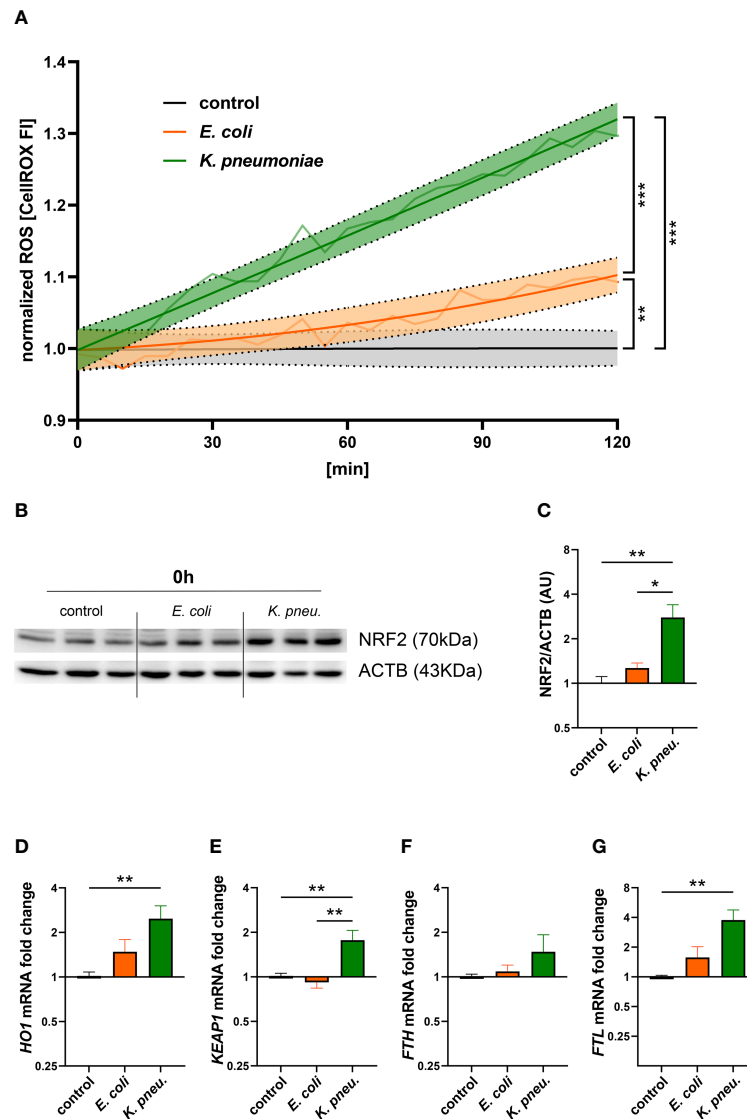 A
normalized ROS [CellROX FI]
1.4
1.3
1.2
1.1
1.0
0.9
control
E. coli
K. pneumoniae
***
***
**
0
30
60
90
120
[min]
B
0h
control
E. coli
K. pneu.
NRF2 (70kDa)
ACTB (43KDa)
C
NRF2/ACTB (AU)
8
4
2
1
0.5
**
*
control
E. coli
K. pneu.
D
HO1 mRNA fold change
4
2
1
0.5
0.25
**
control
E. coli
K. pneu.
E
KEAP1 mRNA fold change
4
2
1
0.5
0.25
**
**
control
E. coli
K. pneu.
F
FTH mRNA fold change
4
2
1
0.5
0.25
control
E. coli
K. pneu.
G
FTL mRNA fold change
8
4
2
1
0.5
0.25
**
control
E. coli
K. pneu.